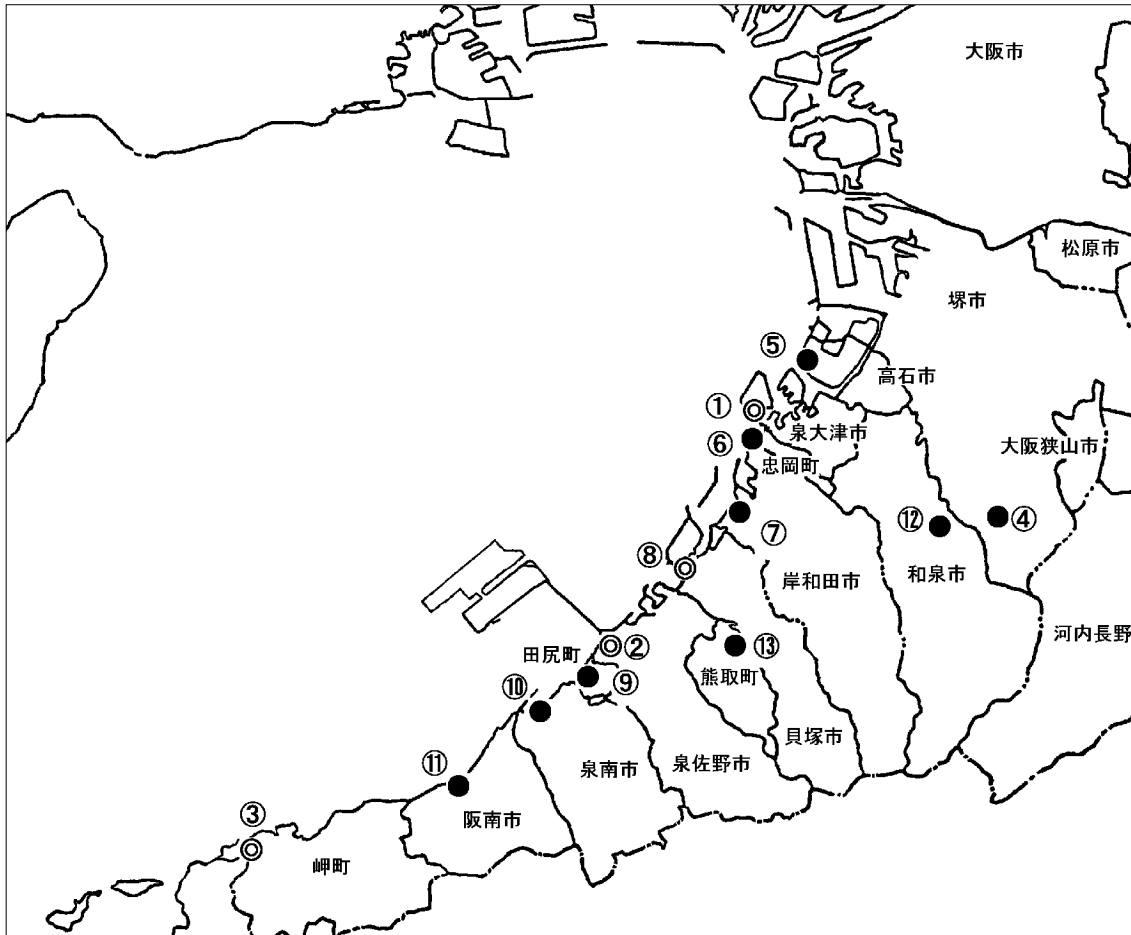 大阪市
松原市
堺市
⑤
高石市
①
泉大津市
⑥
忠岡町
大阪狭山市
⑫
④
⑦
⑧
岸和田市
和泉市
河内長野
田尻町
②
⑬
⑩
⑨
熊取町
貝塚市
⑪
泉南市
泉佐野市
③
阪南市
岬町